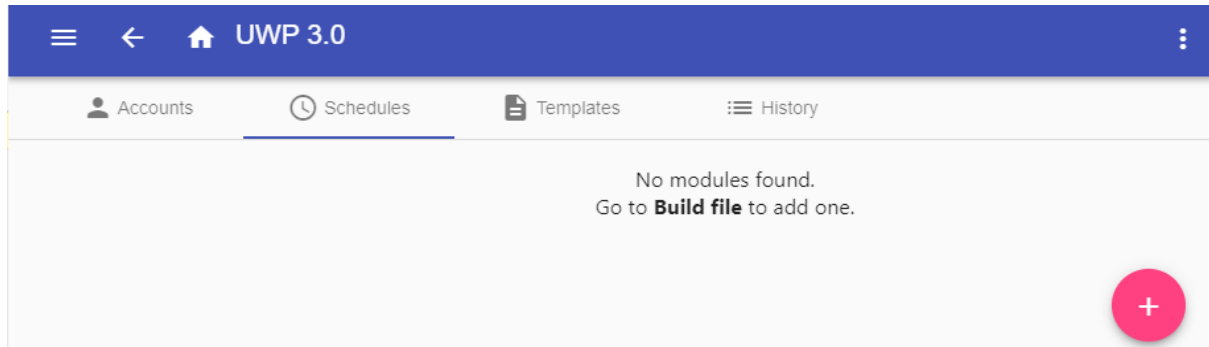 UWP 3.0
Accounts Schedules Templates History
No modules found.
Go to Build file to add one.